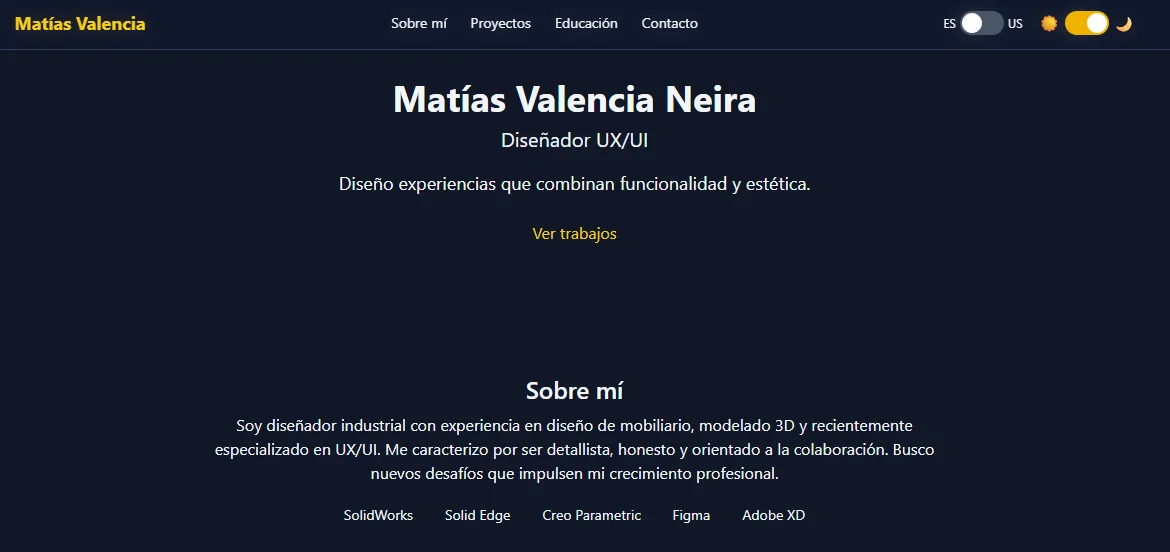 Matías Valencia
Sobre mí Proyectos Educación Contacto
ES US
Matías Valencia Neira
Diseñador UX/UI
Diseño experiencias que combinan funcionalidad y estética.
Ver trabajos
Sobre mí
Soy diseñador industrial con experiencia en diseño de mobiliario, modelado 3D y recientemente
especializado en UX/UI. Me caracterizo por ser detallista, honesto y orientado a la colaboración. Busco
nuevos desafíos que impulsen mi crecimiento profesional.
SolidWorks Solid Edge Creo Parametric Figma Adobe XD